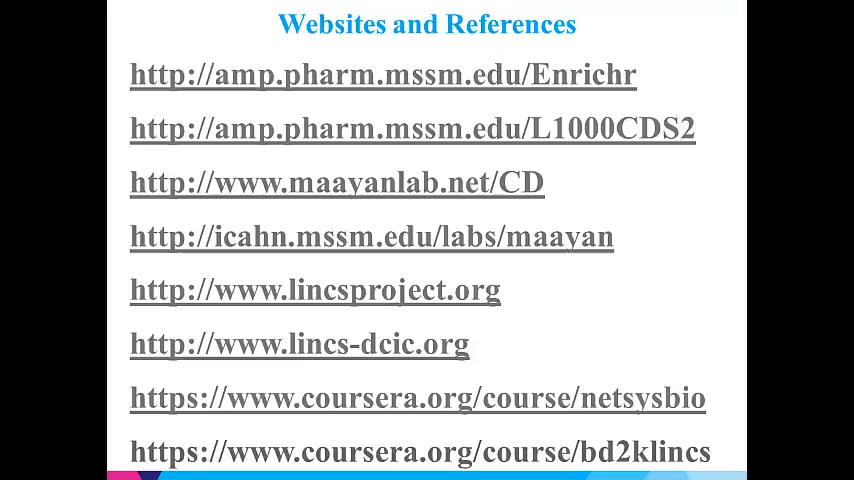 Websites and References
http://amp.pharm.mssm.edu/Enrichr
http://amp.pharm.mssm.edu/L1000CDS2
http://www.maayanlab.net/CD
http://icahn.mssm.edu/labs/maayan
http://www.lincsproject.org
http://www.lincs-dcic.org
https://www.coursera.org/course/netsysbio
https://www.coursera.org/course/bd2klincs